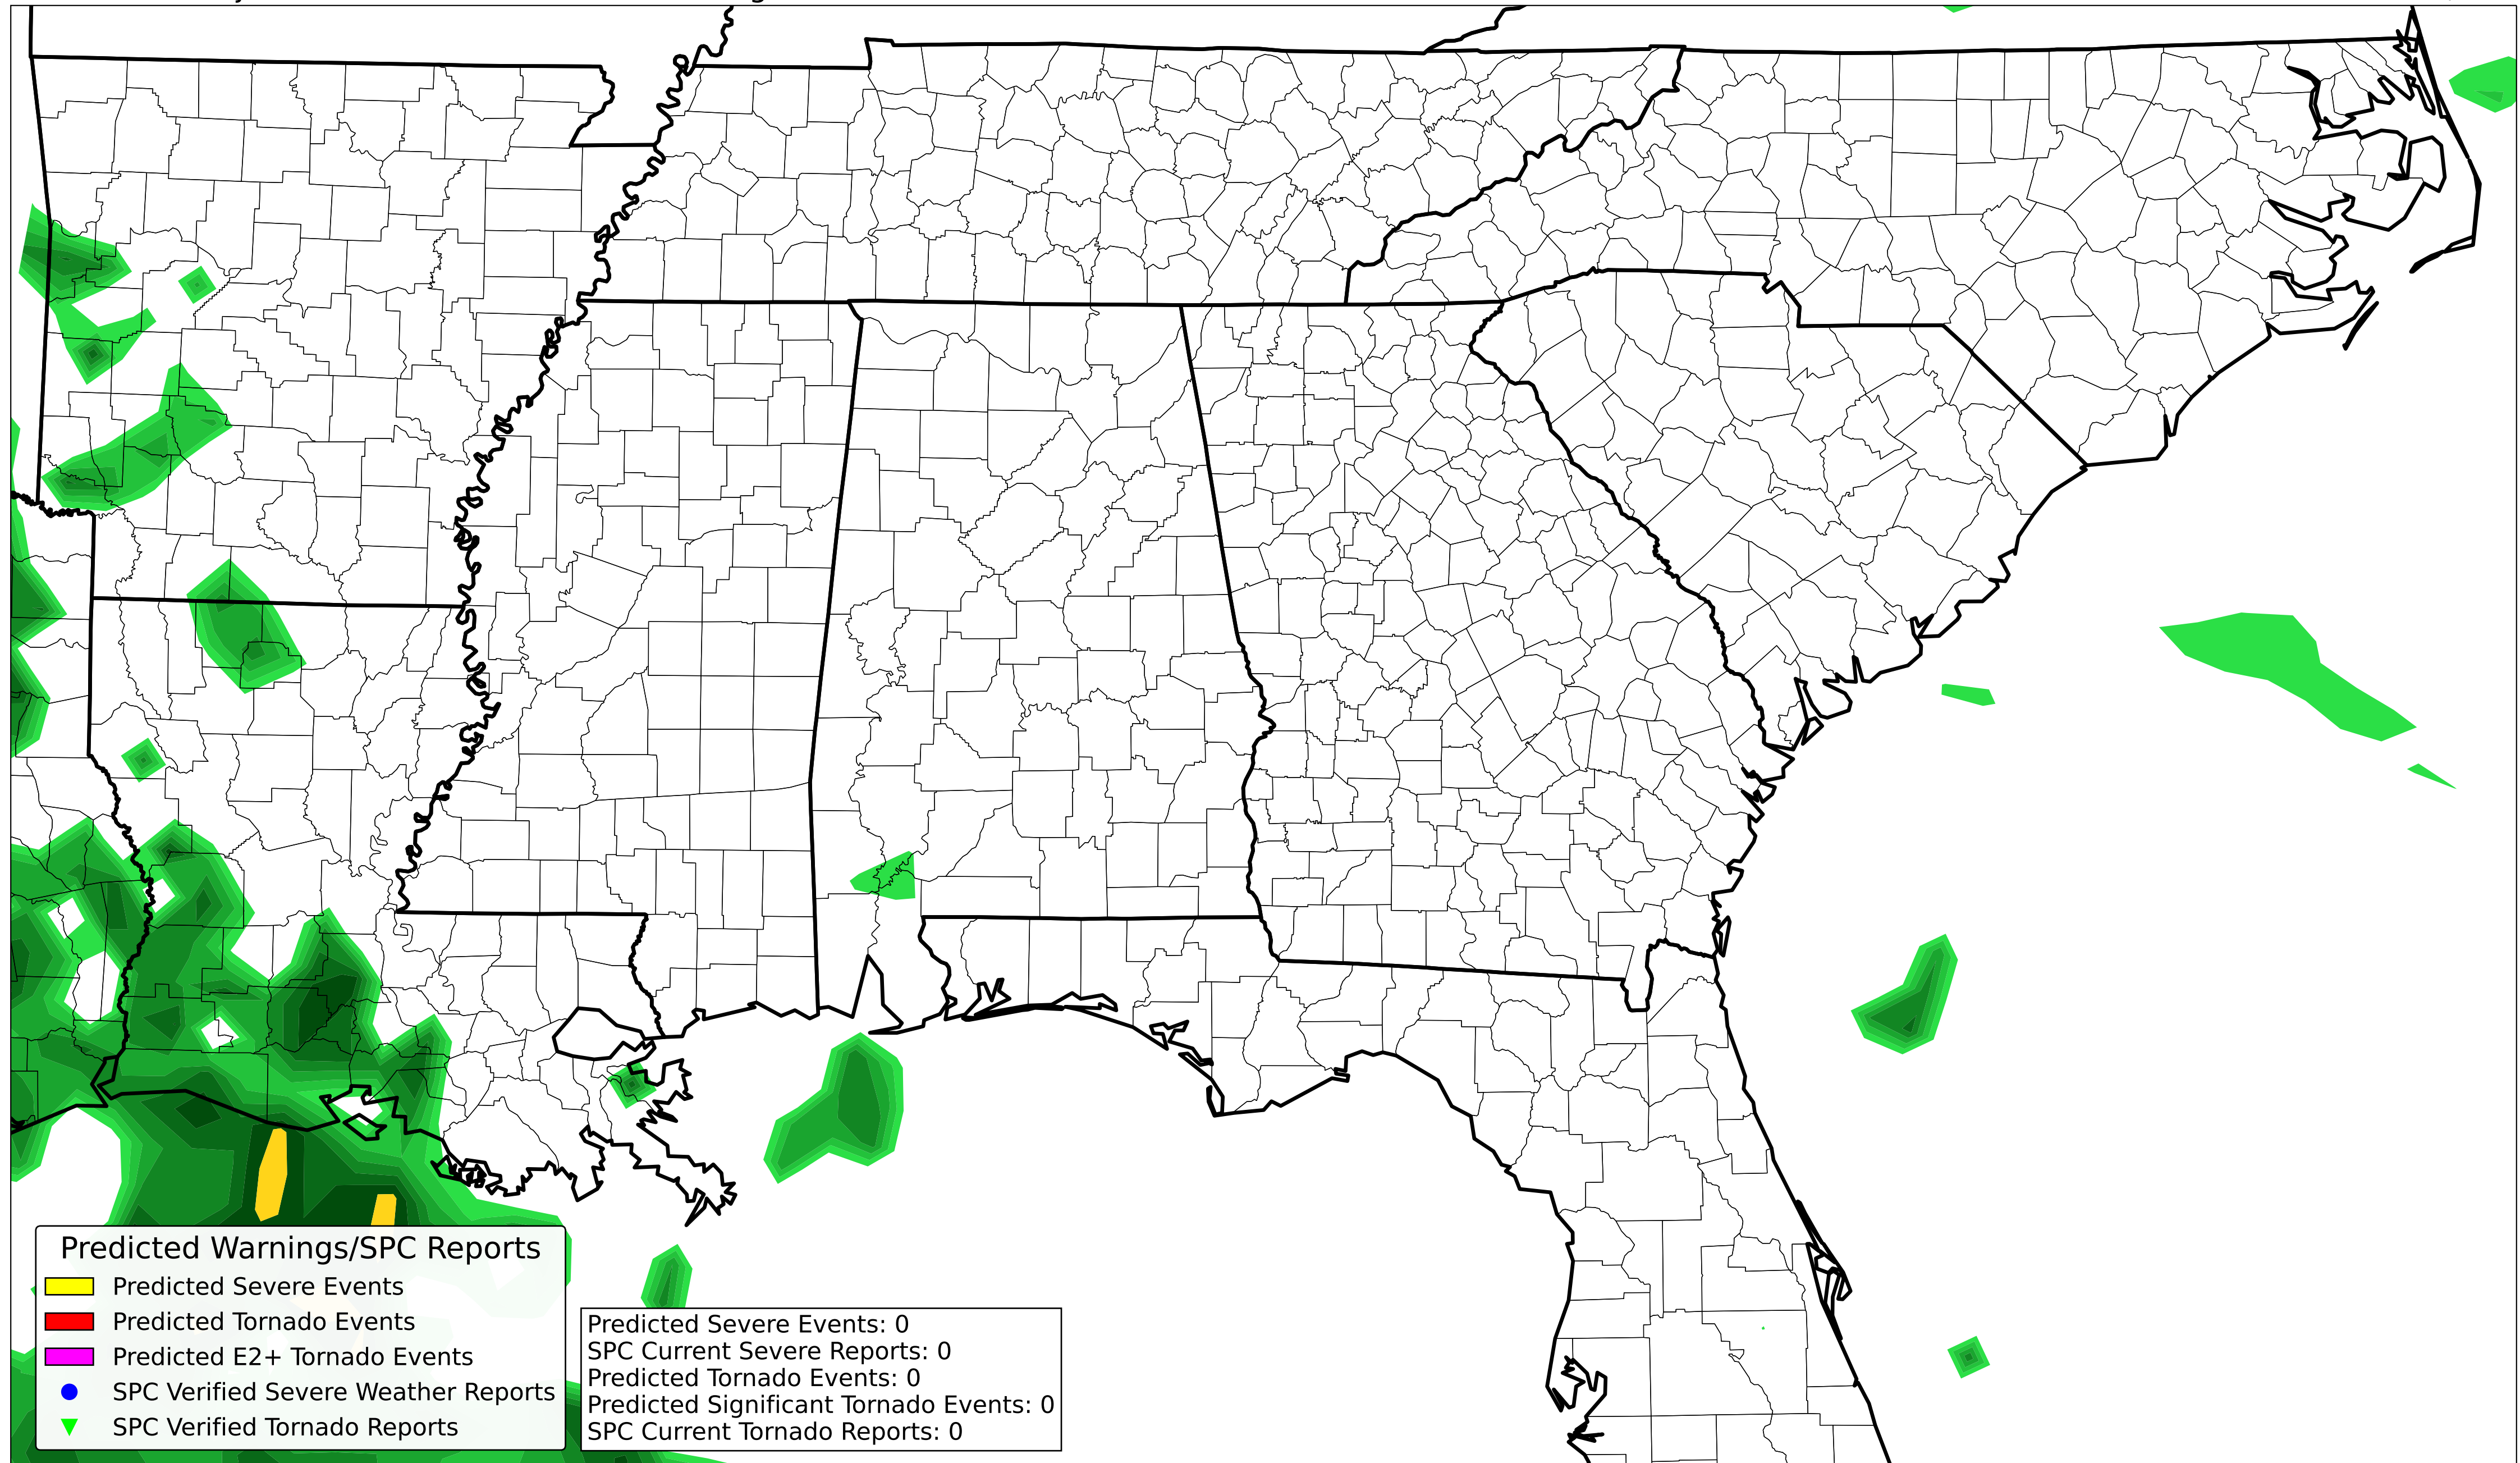 Predicted Warnings/SPC Reports
Predicted Severe Events
Predicted Tornado Events
Predicted E2+ Tornado Events
SPC Verified Severe Weather Reports
SPC Verified Tornado Reports
Predicted Severe Events: 0
SPC Current Severe Reports: 0
Predicted Tornado Events: 0
Predicted Significant Tornado Events: 0
SPC Current Tornado Reports: 0